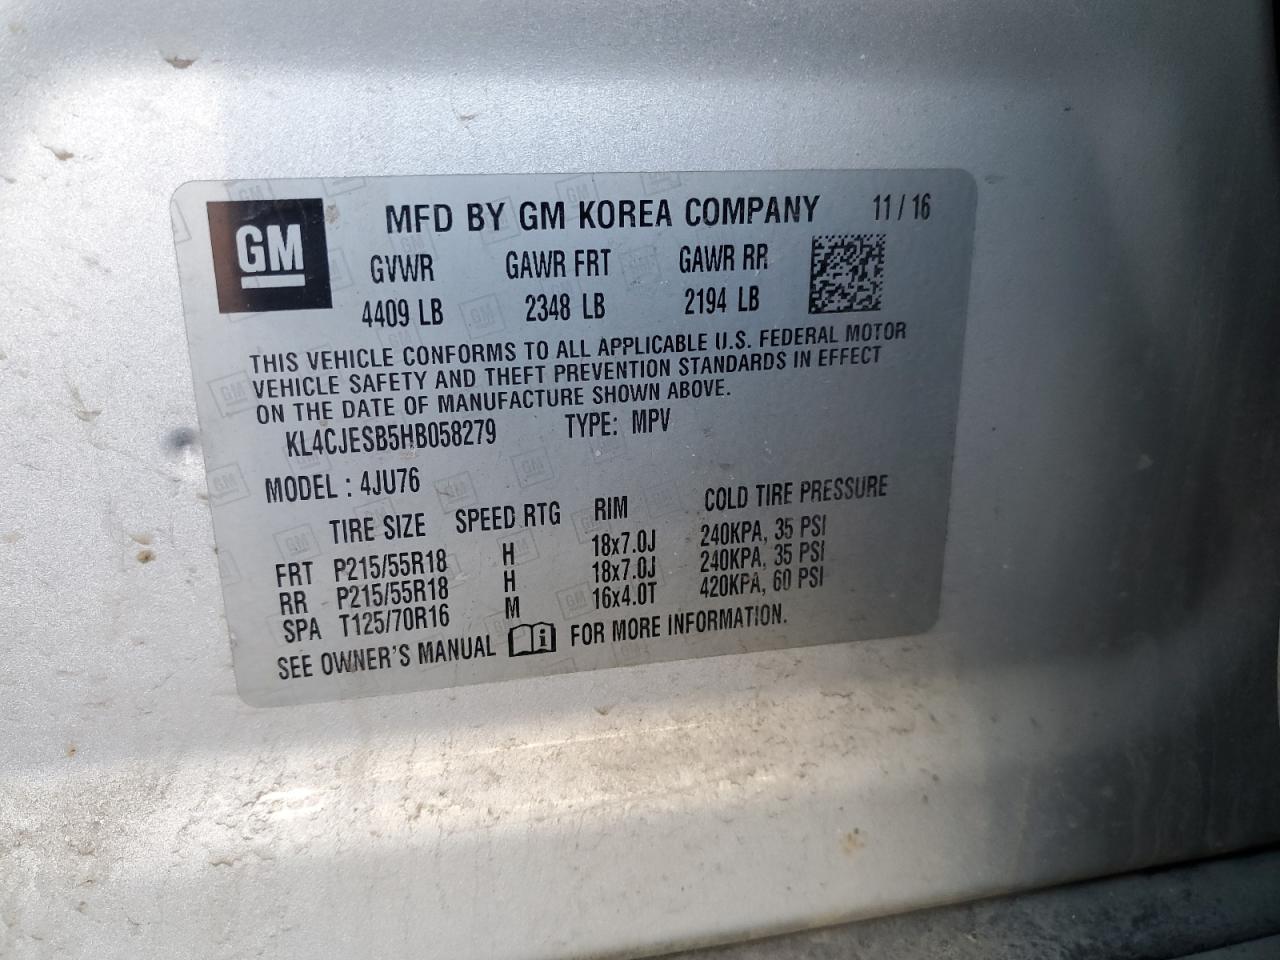 GM
MFD BY GM KOREA COMPANY 11 / 16
GVWR GAWR FRT GAWR RR
4409 LB 2348 LB 2194 LB
THIS VEHICLE CONFORMS TO ALL APPLICABLE U.S. FEDERAL MOTOR
VEHICLE SAFETY AND THEFT PREVENTION STANDARDS IN EFFECT
ON THE DATE OF MANUFACTURE SHOWN ABOVE.
KL4CJESB5HB058279 TYPE: MPV
MODEL : 4JU76
TIRE SIZE SPEED RTG RIM COLD TIRE PRESSURE
FRT P215/55R18 H 18x7.0J 240KPA, 35 PSI
RR P215/55R18 H 18x7.0J 240KPA, 35 PSI
SPA T125/70R16 M 16x4.0T 420KPA, 60 PSI
SEE OWNER'S MANUAL i FOR MORE INFORMATION.